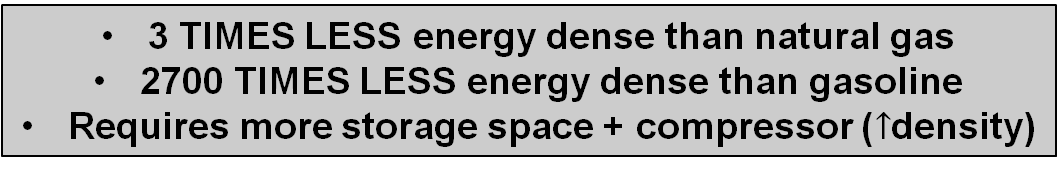 • 3 TIMES LESS energy dense than natural gas
• 2700 TIMES LESS energy dense than gasoline
• Requires more storage space + compressor (↑density)